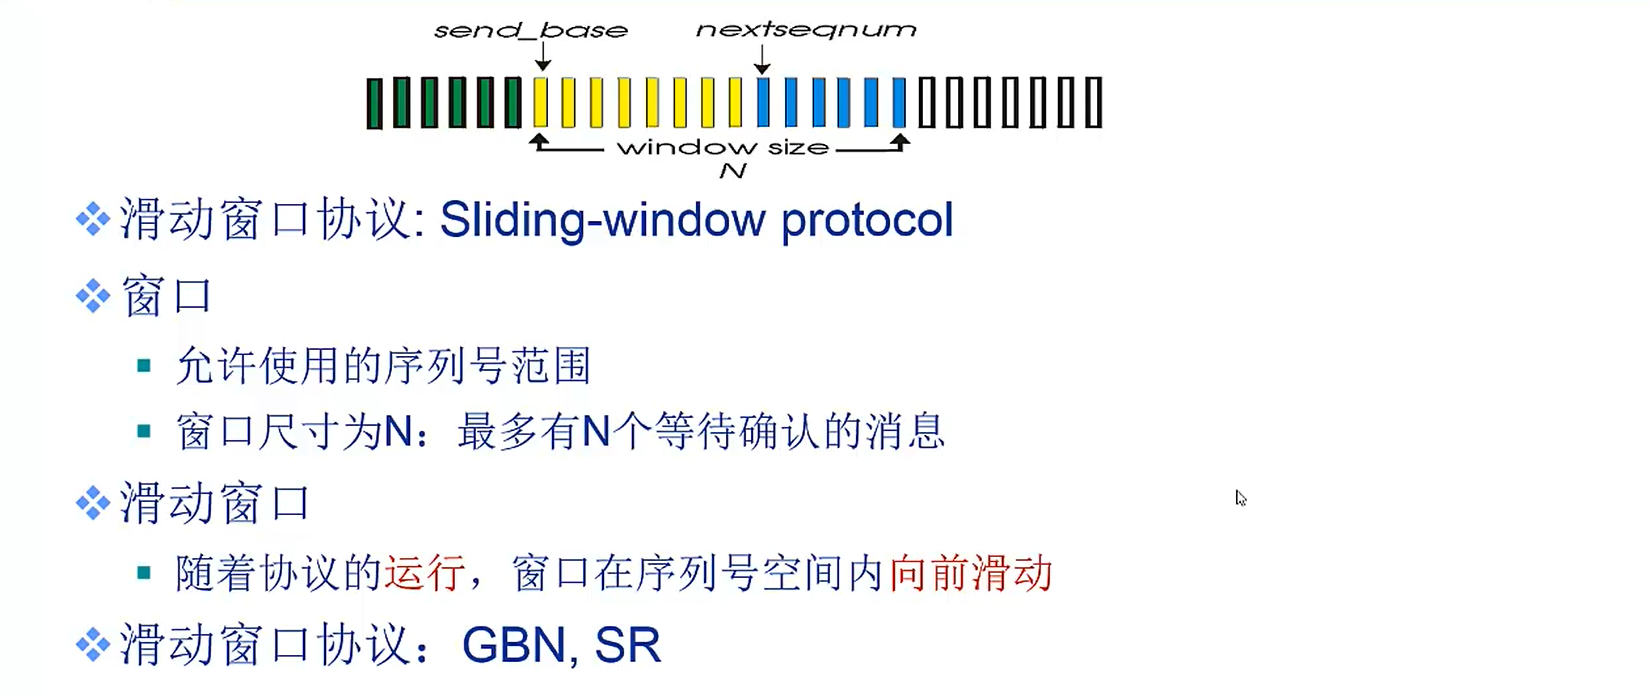 send_base nextseqnum
window size
N
滑动窗口协议: Sliding-window protocol
窗口
允许使用的序列号范围
窗口尺寸为N：最多有N个等待确认的消息
滑动窗口
随着协议的运行，窗口在序列号空间内向前滑动
滑动窗口协议：GBN, SR